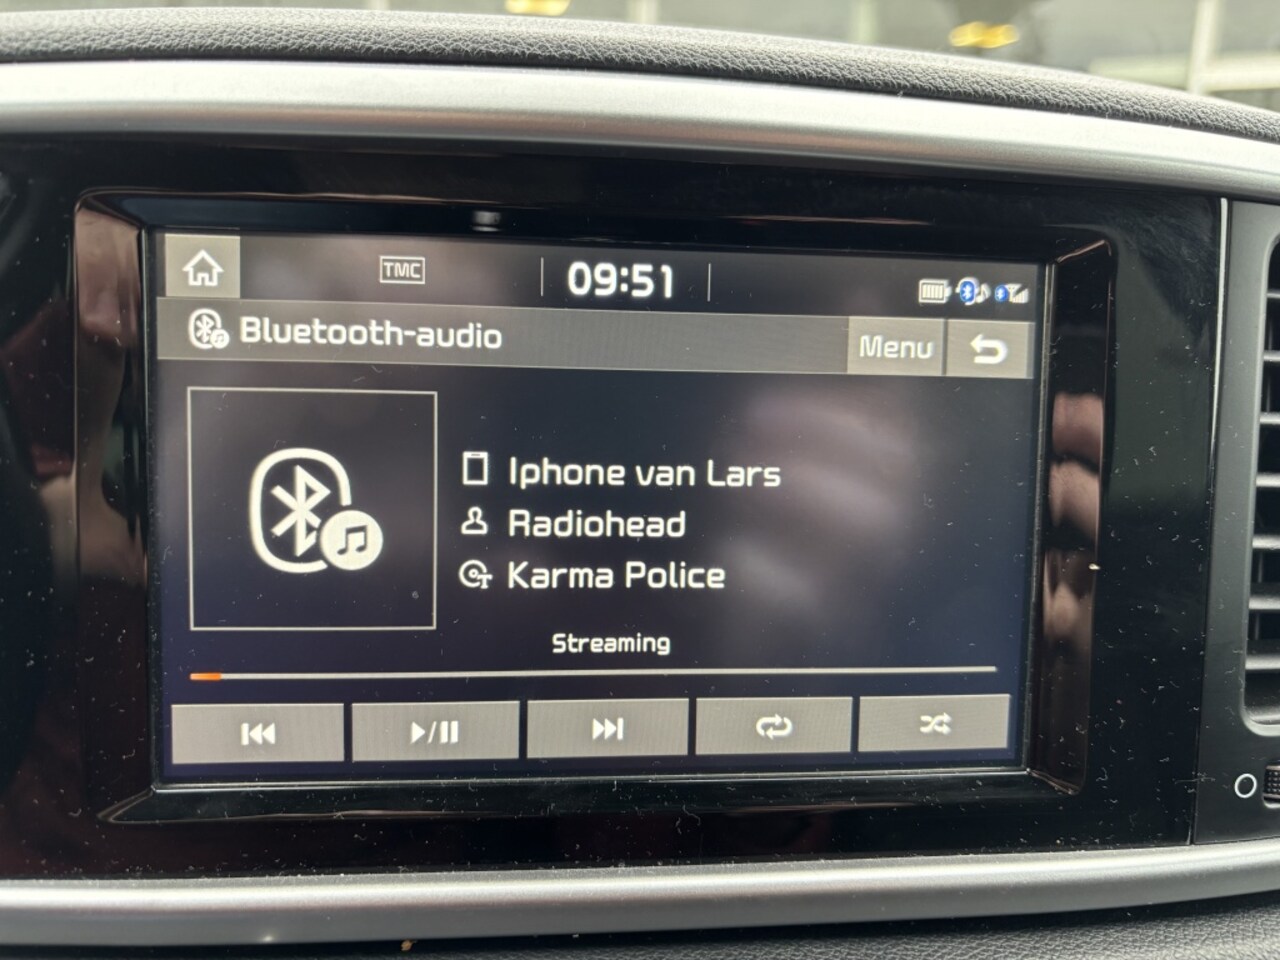 TMC
09:51
Bluetooth-audio
Menu
Iphone van Lars
Radiohead
Karma Police
Streaming